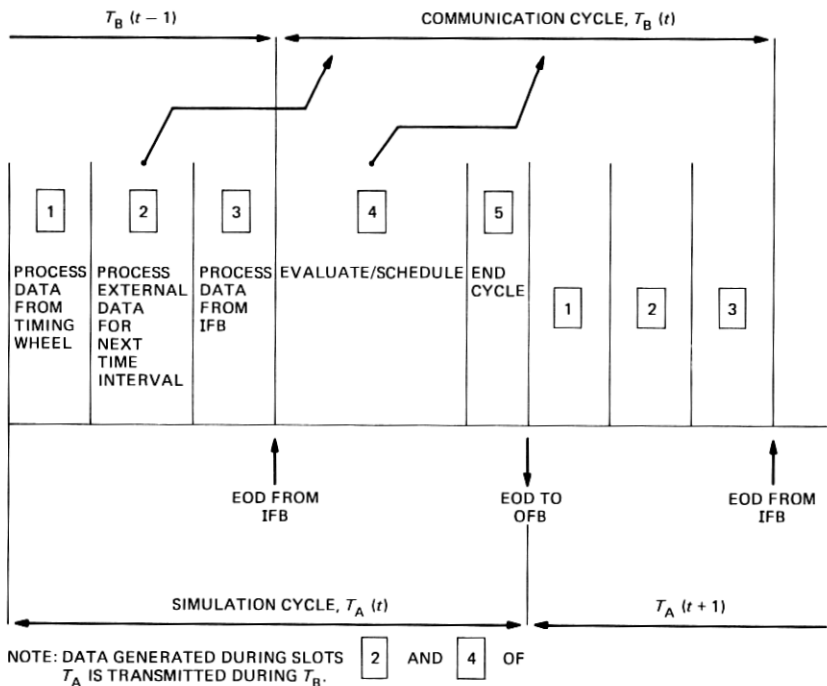 T_B (t − 1)
COMMUNICATION CYCLE, T_B (t)
1
2
3
4
5
PROCESS
DATA
FROM
TIMING
WHEEL
PROCESS
EXTERNAL
DATA
FOR
NEXT
TIME
INTERVAL
PROCESS
DATA
FROM
IFB
EVALUATE/SCHEDULE
END
CYCLE
1
2
3
EOD FROM
IFB
EOD TO
OFB
EOD FROM
IFB
SIMULATION CYCLE, T_A (t)
T_A (t + 1)
NOTE: DATA GENERATED DURING SLOTS 2 AND 4 OF
T_A IS TRANSMITTED DURING T_B.